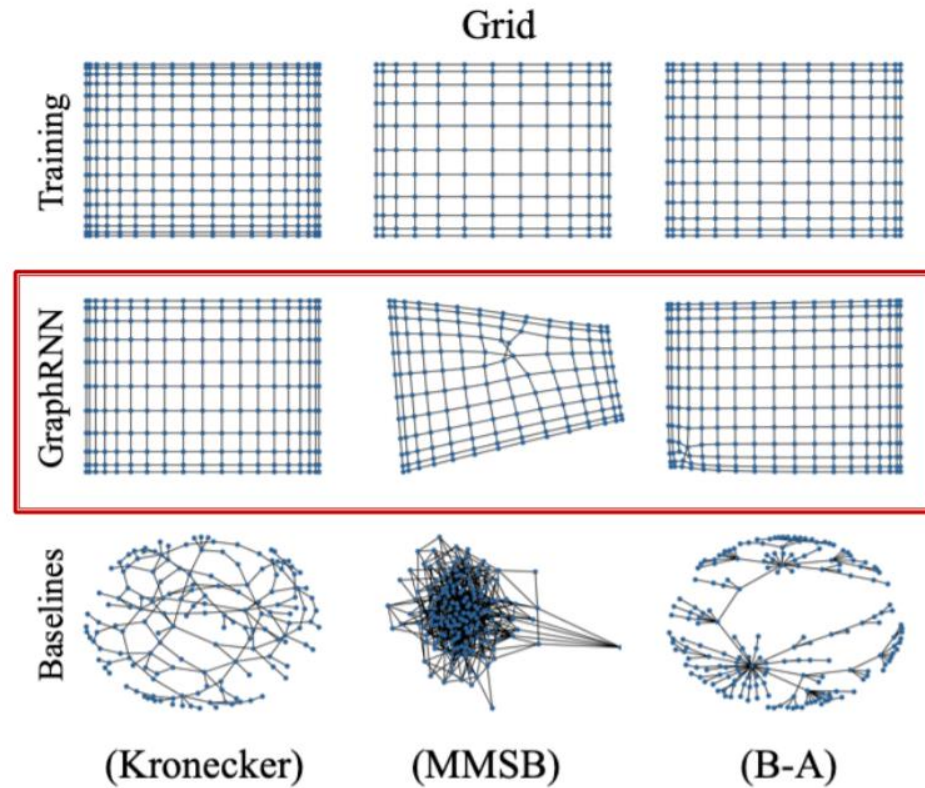 Grid
Training
GraphRNN
Baselines
(Kronecker) (MMSB) (B-A)